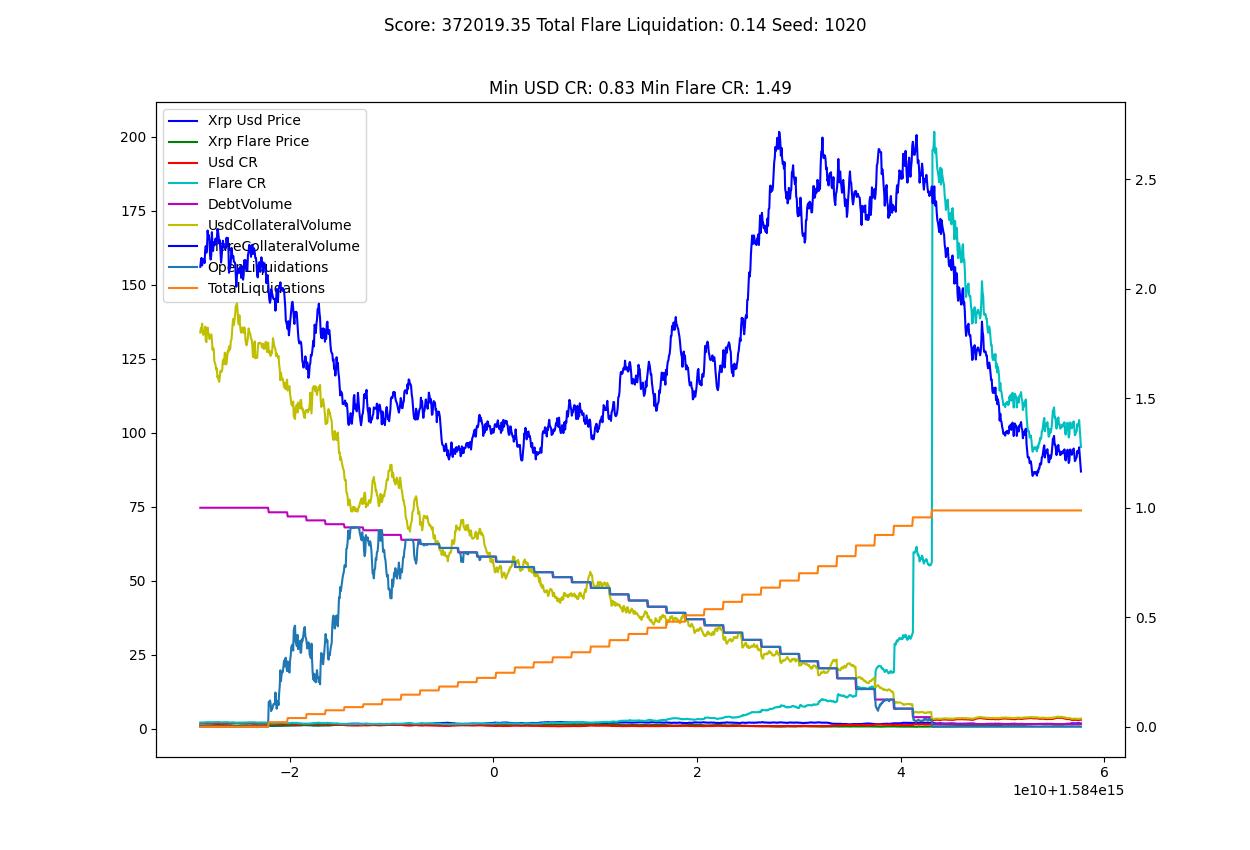 Score: 372019.35 Total Flare Liquidation: 0.14 Seed: 1020
Min USD CR: 0.83 Min Flare CR: 1.49
Xrp Usd Price
Xrp Flare Price
Usd CR
Flare CR
DebtVolume
UsdCollateralVolume
FlareCollateralVolume
OpenLiquidations
TotalLiquidations
200
175
150
125
100
75
50
25
0
2.5
2.0
1.5
1.0
0.5
0.0
−2
0
2
4
6
1e10+1.584e15